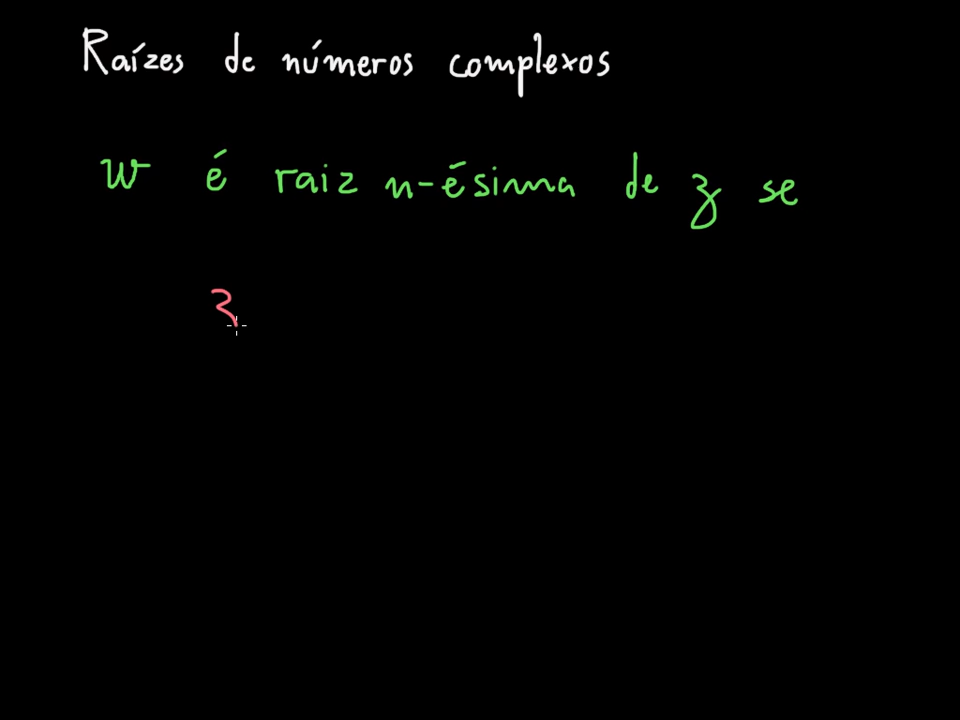 Raízes de números complexos
w é raiz n-ésima de z se